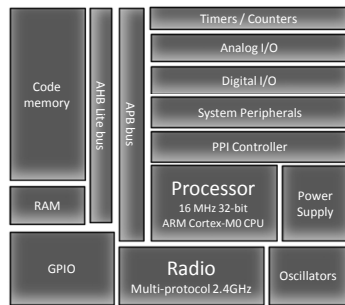 Timers / Counters
Analog I/O
Digital I/O
System Peripherals
PPI Controller
Code
memory
AHB Lite bus
APB bus
RAM
Processor
16 MHz 32-bit
ARM Cortex-M0 CPU
Power
Supply
GPIO
Radio
Multi-protocol 2.4GHz
Oscillators